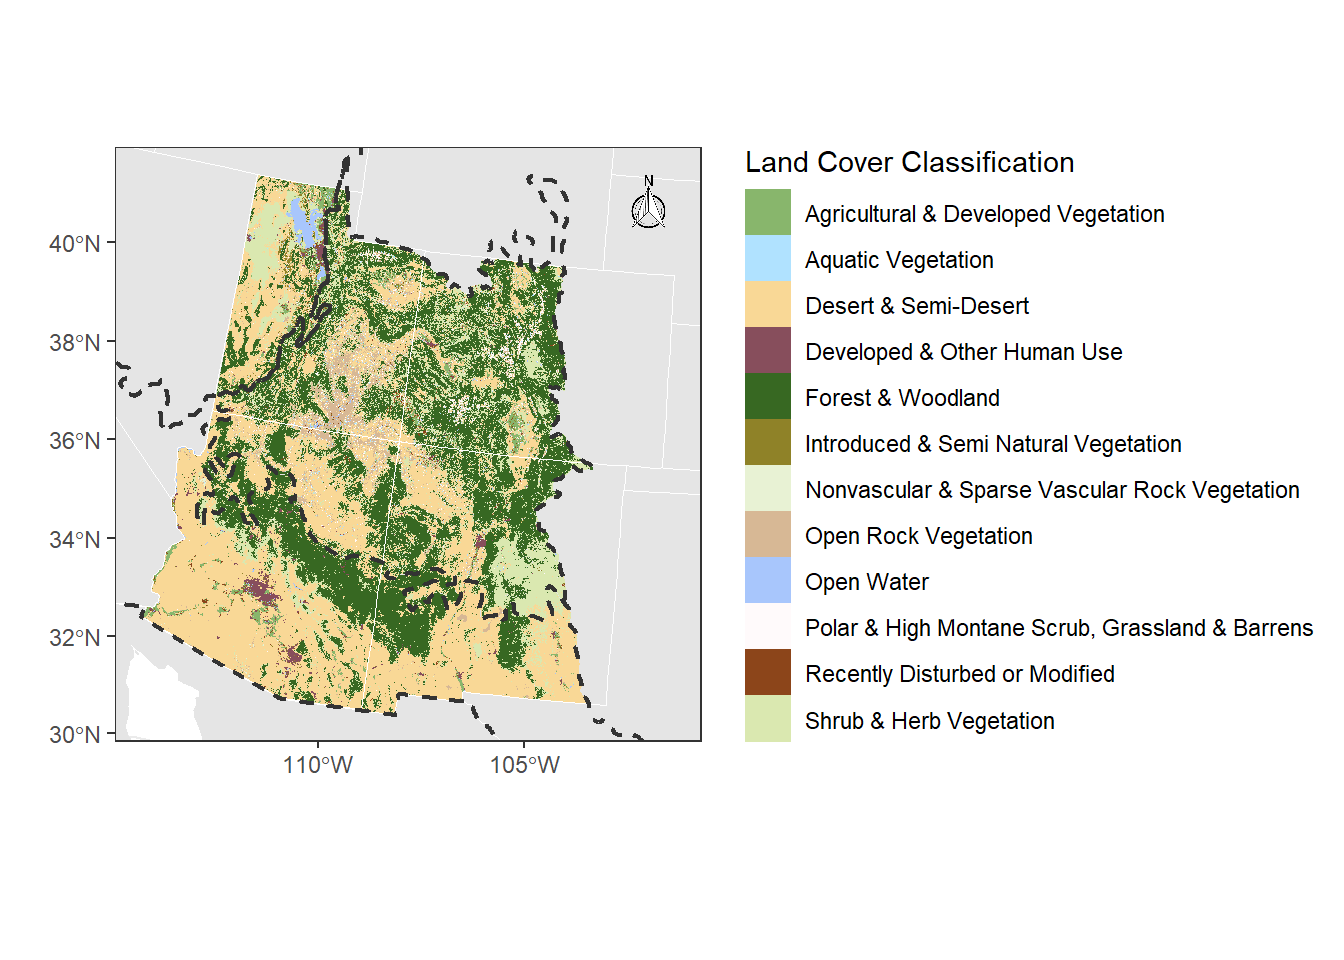 Land Cover Classification
N
Agricultural & Developed Vegetation
Aquatic Vegetation
Desert & Semi-Desert
Developed & Other Human Use
Forest & Woodland
Introduced & Semi Natural Vegetation
Nonvascular & Sparse Vascular Rock Vegetation
Open Rock Vegetation
Open Water
Polar & High Montane Scrub, Grassland & Barrens
Recently Disturbed or Modified
Shrub & Herb Vegetation
40°N
38°N
36°N
34°N
32°N
30°N
110°W
105°W